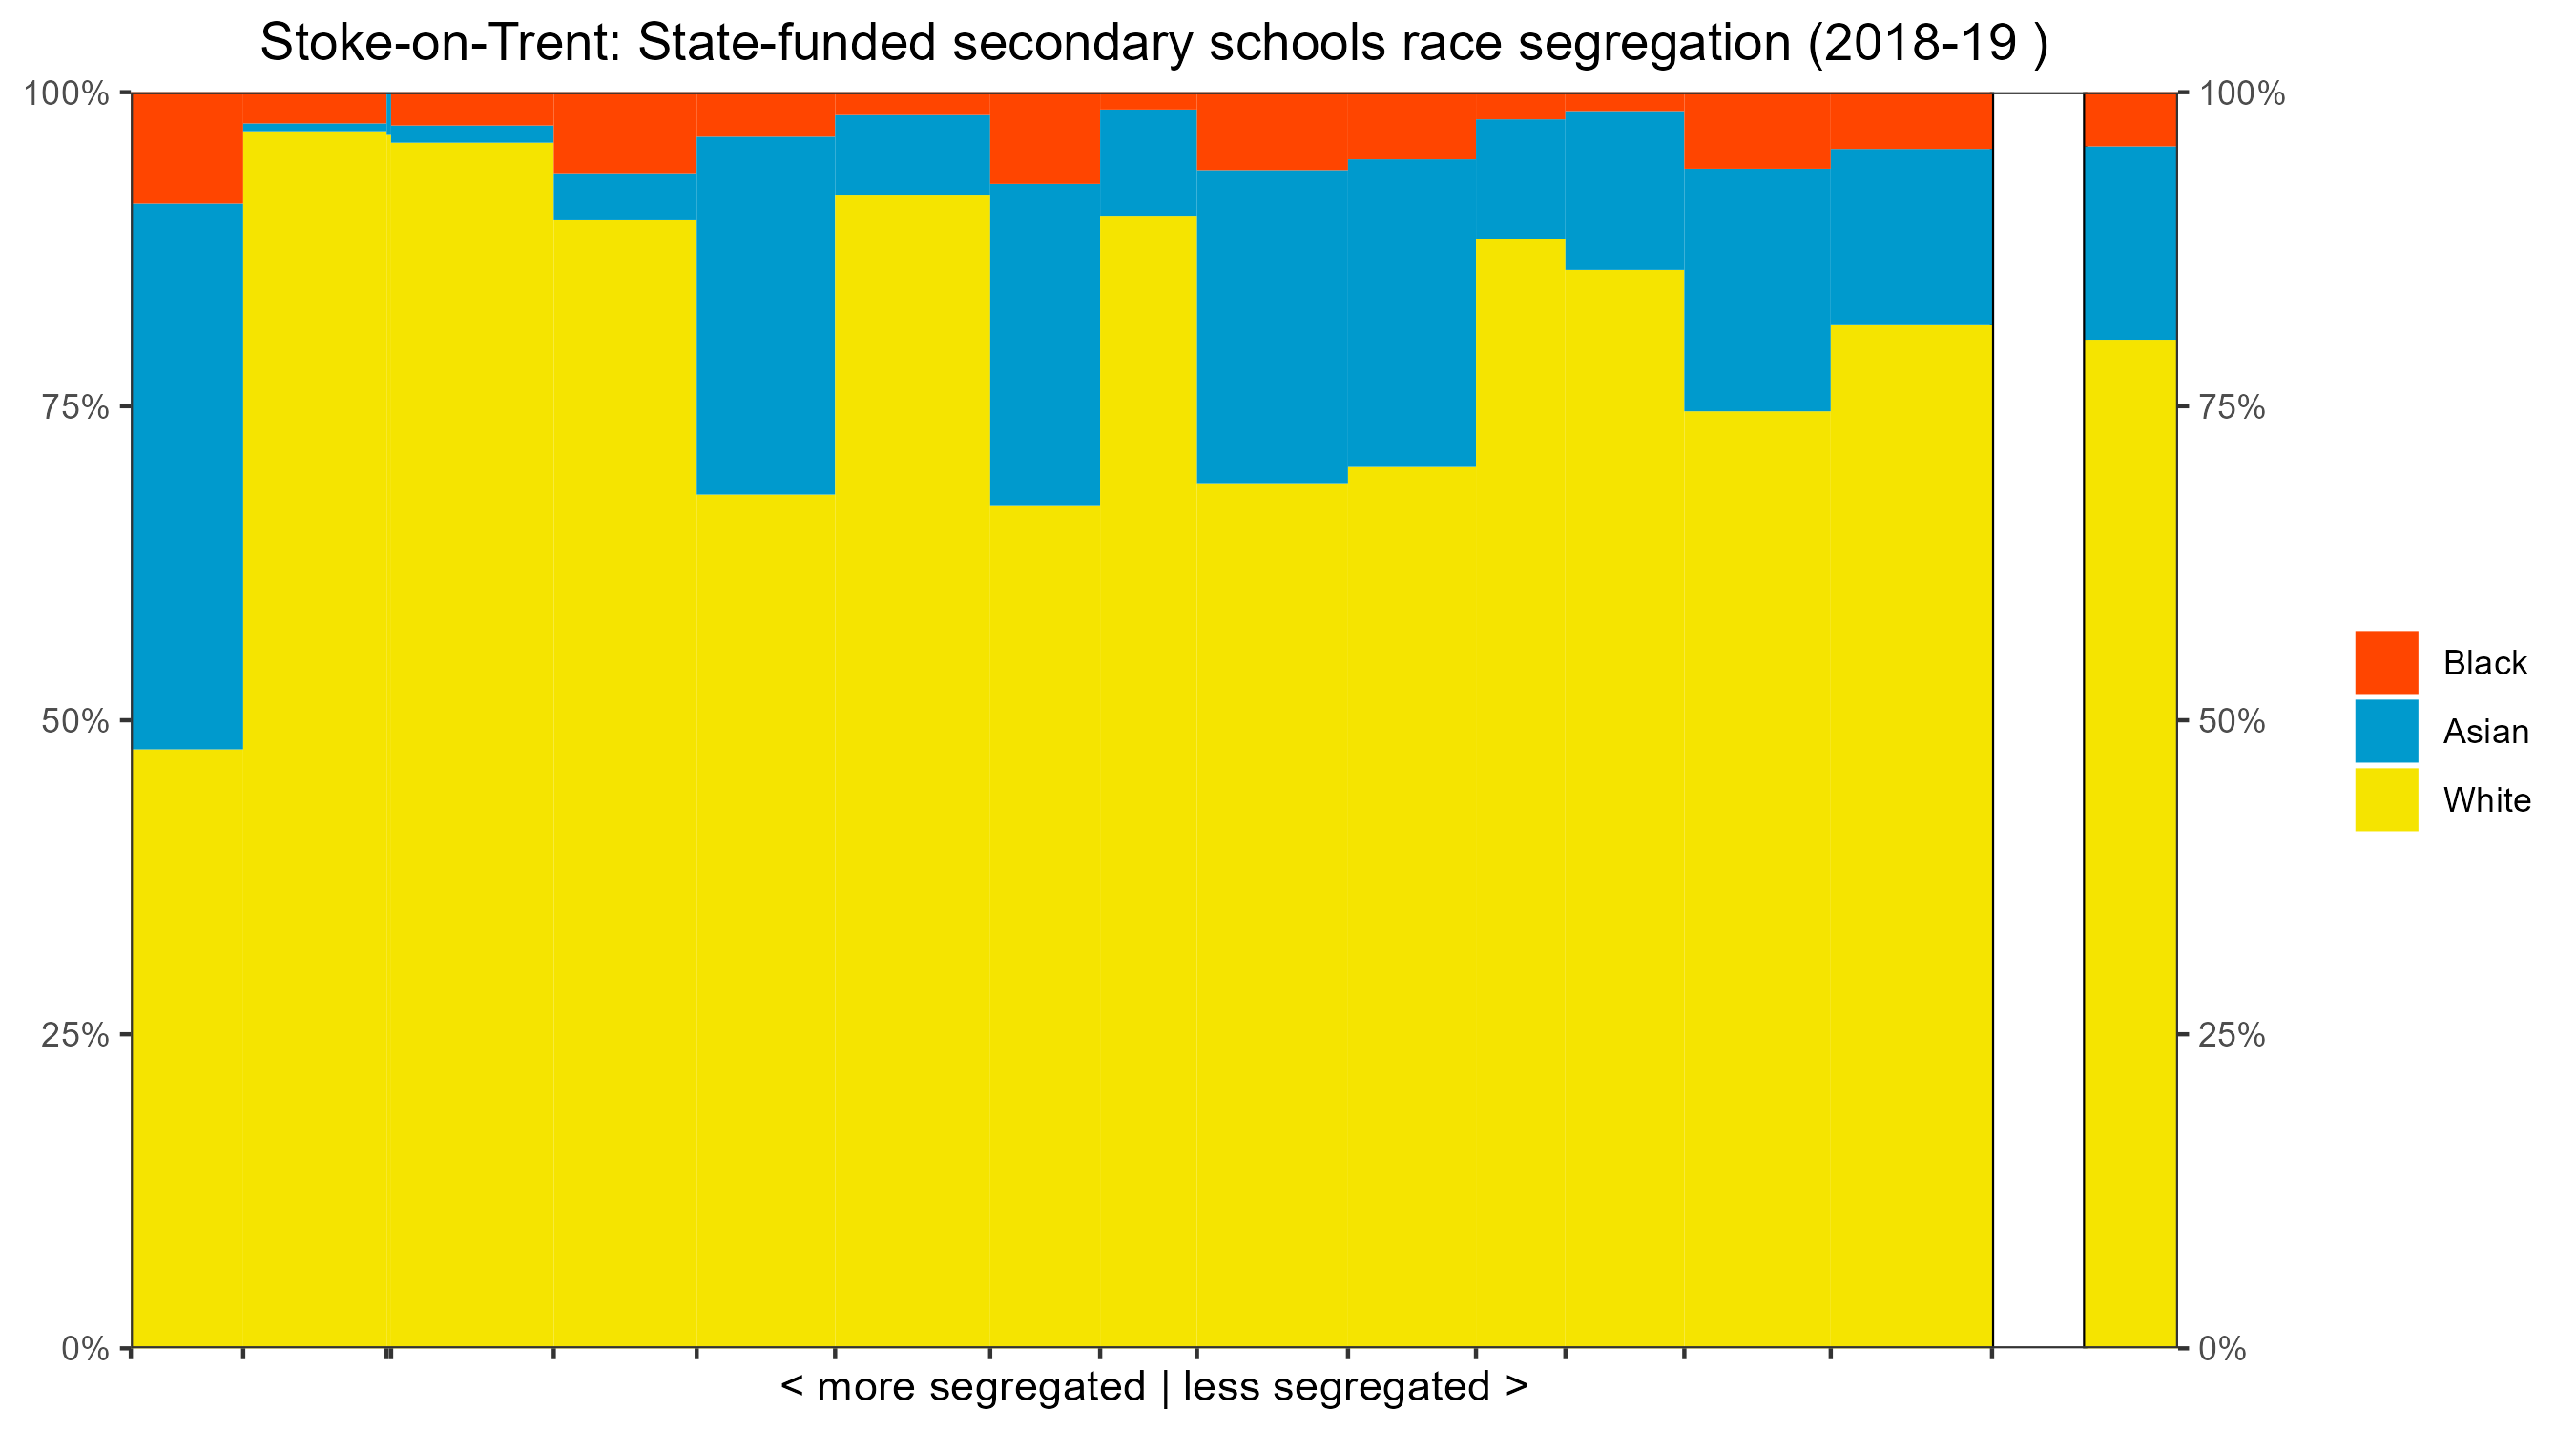 Stoke-on-Trent: State-funded secondary schools race segregation (2018-19 )
100%
75%
50%
25%
0%
100%
75%
50%
25%
0%
Black
Asian
White
< more segregated | less segregated >